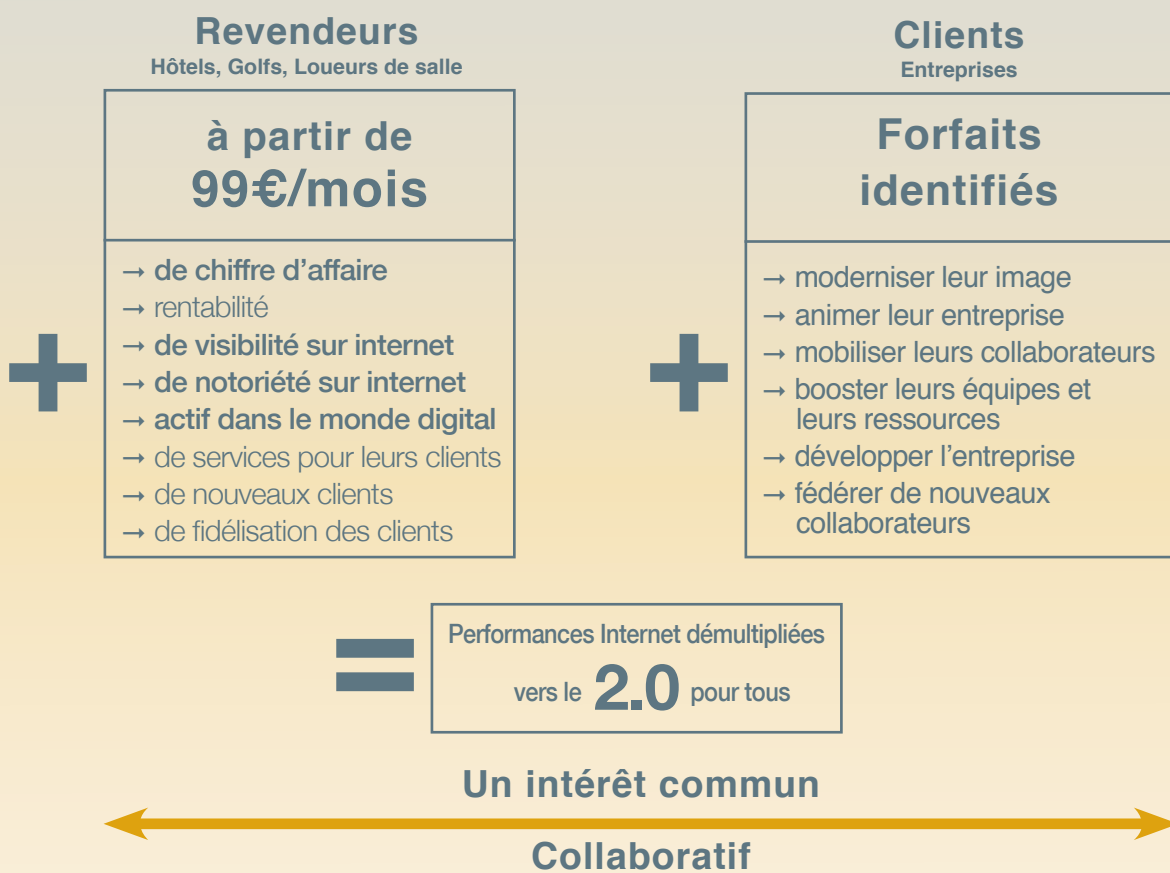 Revendeurs
Hôtels, Golfs, Loueurs de salle
à partir de
99€/mois
→ de chiffre d'affaire
→ rentabilité
→ de visibilité sur internet
→ de notoriété sur internet
→ actif dans le monde digital
→ de services pour leurs clients
→ de nouveaux clients
→ de fidélisation des clients
+
Clients
Entreprises
Forfaits
identifiés
→ moderniser leur image
→ animer leur entreprise
→ mobiliser leurs collaborateurs
→ booster leurs équipes et
leurs ressources
→ développer l'entreprise
→ fédérer de nouveaux
collaborateurs
+
=
Performances Internet démultipliées
vers le 2.0 pour tous
Un intérêt commun
Collaboratif